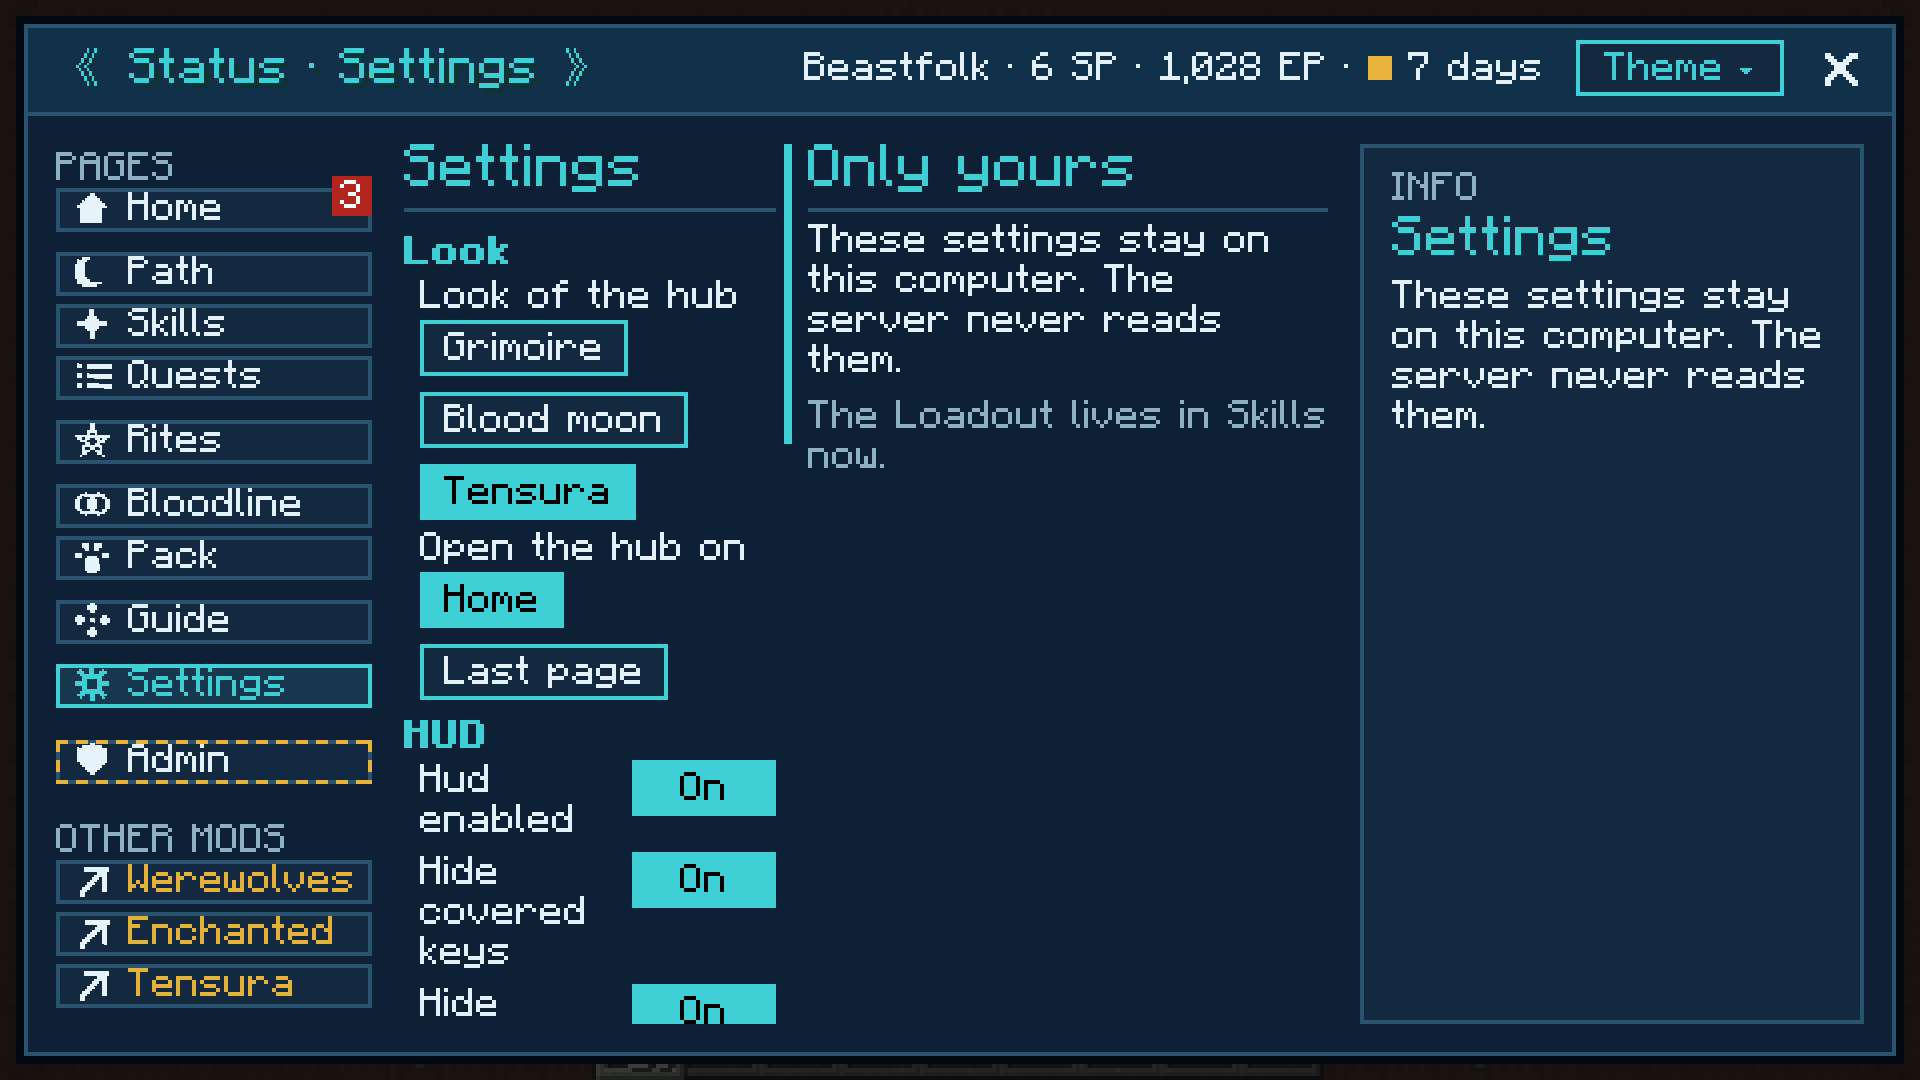 《 Status · Settings 》
Beastfolk · 6 SP · 1,028 EP · 7 days
Theme
PAGES
Home
3
Path
Skills
Quests
Rites
Bloodline
Pack
Guide
Settings
Admin
OTHER MODS
Werewolves
Enchanted
Tensura
Settings
Look
Look of the hub
Grimoire
Blood moon
Tensura
Open the hub on
Home
Last page
HUD
Hud
enabled
On
Hide
covered
keys
On
Hide
On
Only yours
These settings stay on
this computer. The
server never reads
them.
The Loadout lives in Skills
now.
INFO
Settings
These settings stay
on this computer. The
server never reads
them.